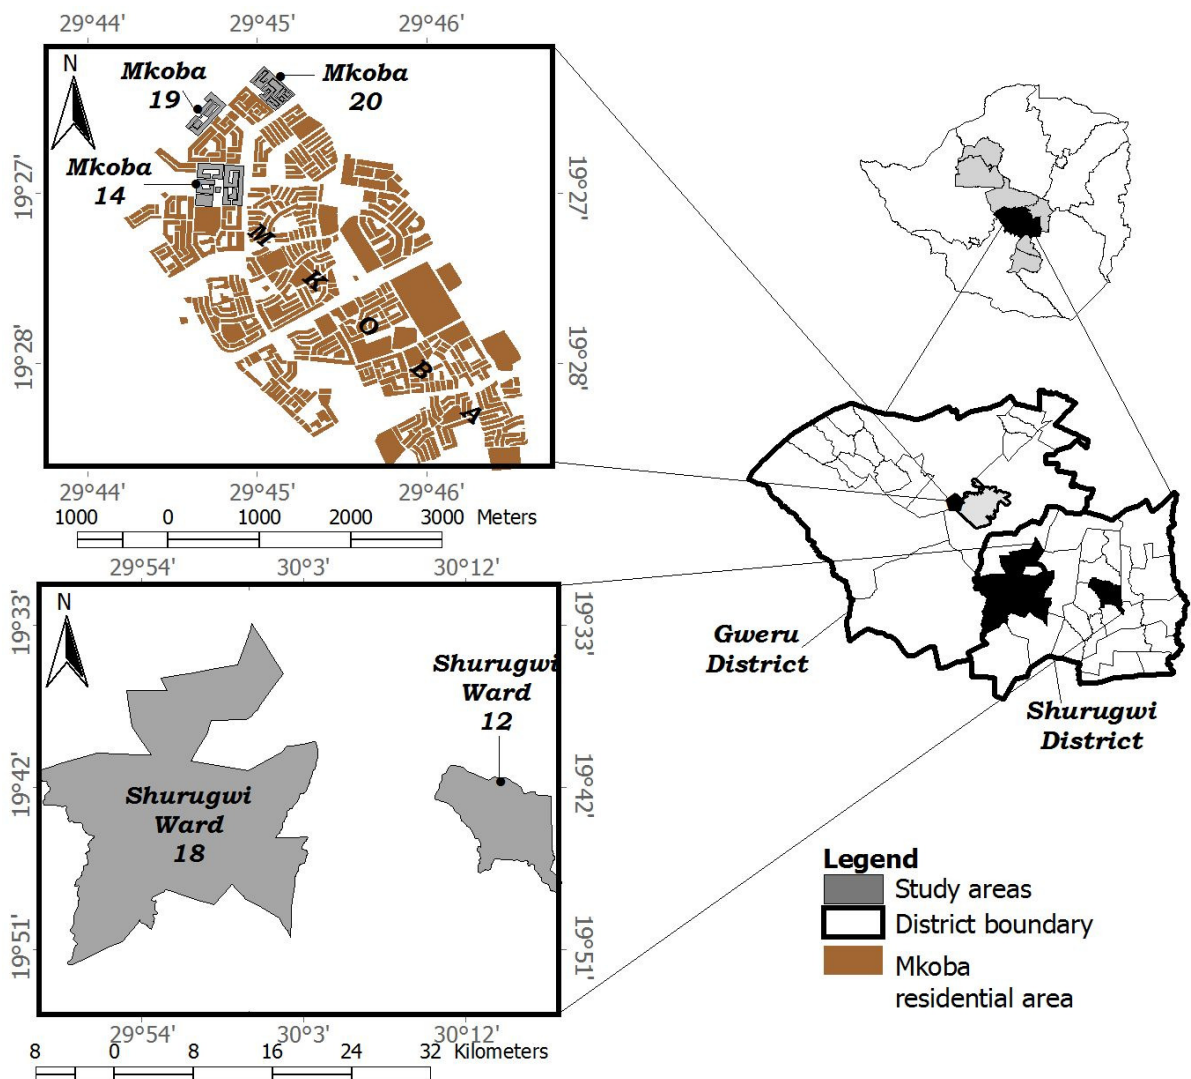 29°44'
29°45'
29°46'
N
Mkoba
19
Mkoba
20
Mkoba
14
19°27'
19°27'
M
K
O
B
A
19°28'
19°28'
29°44'
29°45'
29°46'
1000
0
1000
2000
3000
Meters
29°54'
30°3'
30°12'
N
19°33'
19°33'
Shurugwi
Ward
12
19°42'
19°42'
Shurugwi
Ward
18
19°51'
19°51'
29°54'
30°3'
30°12'
8
0
8
16
24
32
Kilometers
Gweru
District
Shurugwi
District
Legend
Study areas
District boundary
Mkoba
residential area